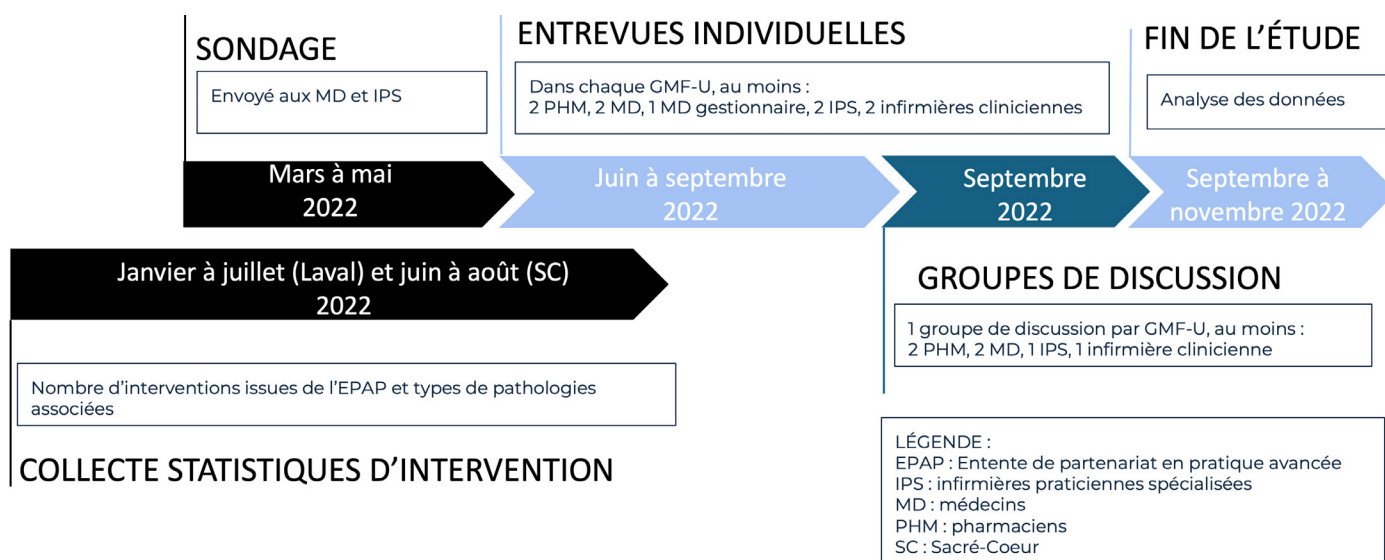 SONDAGE
Envoyé aux MD et IPS
Mars à mai
2022
ENTREVUES INDIVIDUELLES
Dans chaque GMF-U, au moins :
2 PHM, 2 MD, 1 MD gestionnaire, 2 IPS, 2 infirmières cliniciennes
Juin à septembre
2022
Septembre
2022
FIN DE L’ÉTUDE
Analyse des données
Septembre à
novembre 2022
Janvier à juillet (Laval) et juin à août (SC)
2022
Nombre d’interventions issues de l’EPAP et types de pathologies
associées
COLLECTE STATISTIQUES D’INTERVENTION
GROUPES DE DISCUSSION
1 groupe de discussion par GMF-U, au moins :
2 PHM, 2 MD, 1 IPS, 1 infirmière clinicienne
LÉGENDE :
EPAP : Entente de partenariat en pratique avancée
IPS : infirmières praticiennes spécialisées
MD : médecins
PHM : pharmaciens
SC : Sacré-Coeur